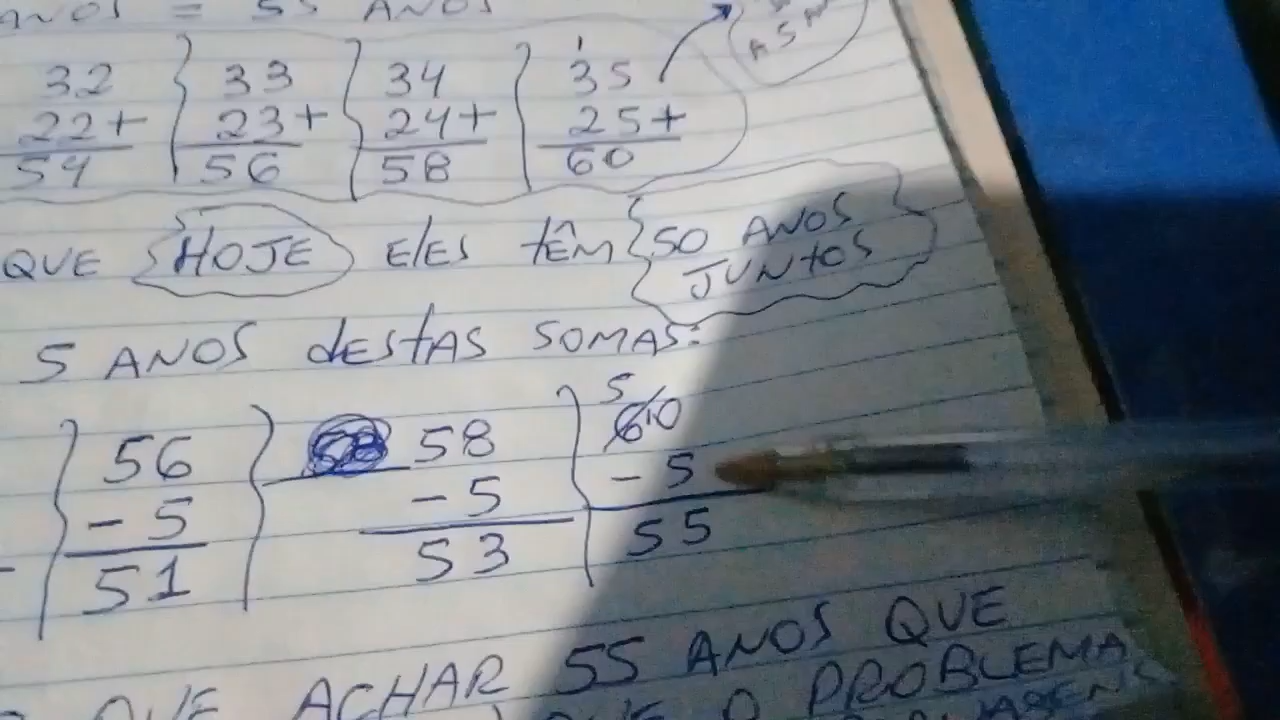 ANOS = 55 ANOS
32 33 34 35
22+ 23+ 24+ 25+
54 56 58 60
QUE HOJE ElES têm 50 ANOS
JUNtOS
5 ANOS dEStAS SOMAS:
56 58 60
- 5 - 5 - 5
51 53 55
QUE ACHAR 55 ANOS QUE
QUE O PROBLEMA